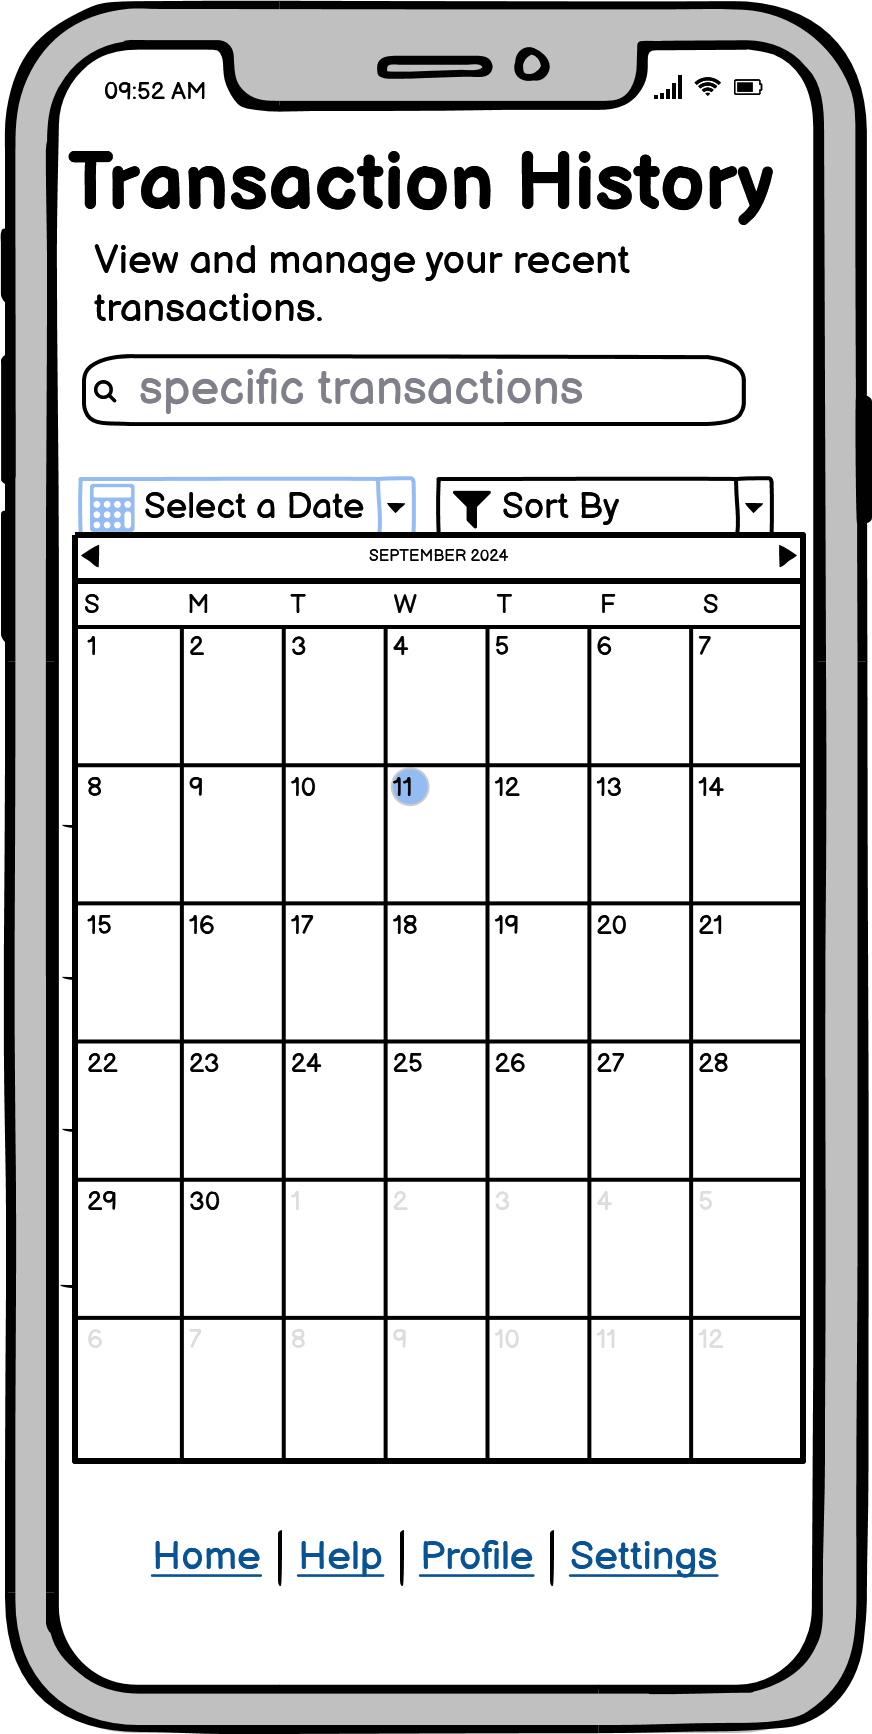 09:52 AM
Transaction History
View and manage your recent
transactions.
specific transactions
Select a Date Sort By
SEPTEMBER 2024
S M T W T F S
1 2 3 4 5 6 7
8 9 10 11 12 13 14
15 16 17 18 19 20 21
22 23 24 25 26 27 28
29 30 1 2 3 4 5
6 7 8 9 10 11 12
Home | Help | Profile | Settings